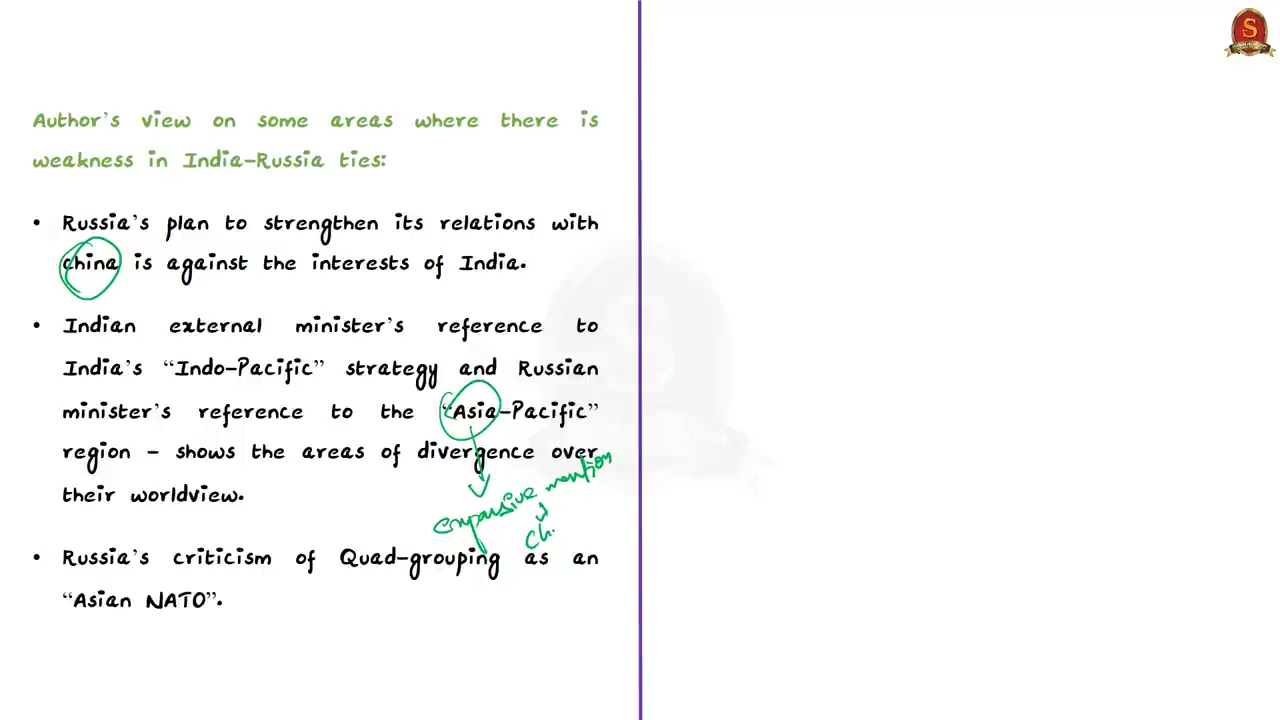 Author's view on some areas where there is
weakness in India-Russia ties:
• Russia's plan to strengthen its relations with
china is against the interests of India.
• Indian external minister's reference to
India's “Indo-Pacific” strategy and Russian
minister's reference to the “Asia-Pacific”
region – shows the areas of divergence over
their worldview.
expansive mention
Ch.
• Russia's criticism of Quad-grouping as an
“Asian NATO”.
S